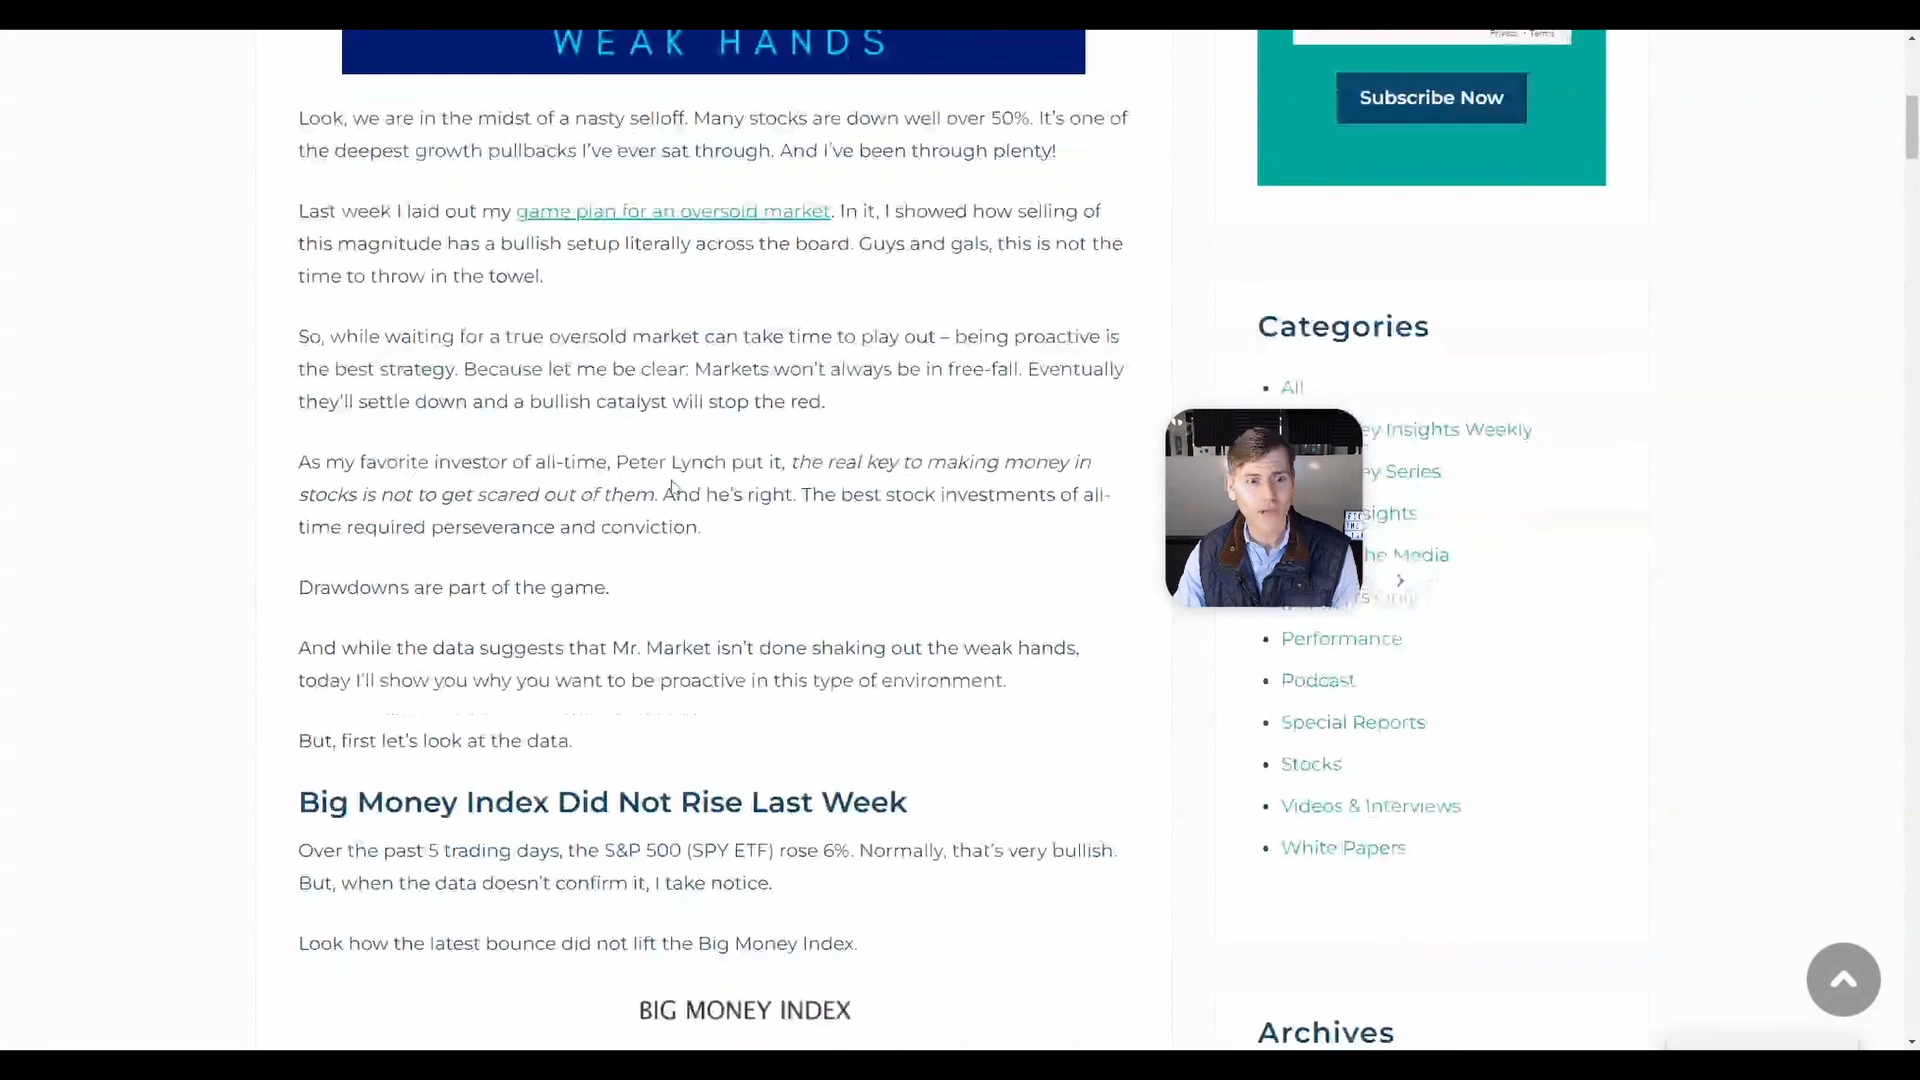 WEAK HANDS
Look, we are in the midst of a nasty selloff. Many stocks are down well over 50%. It’s one of
the deepest growth pullbacks I’ve ever sat through. And I’ve been through plenty!
Last week I laid out my game plan for an oversold market. In it, I showed how selling of
this magnitude has a bullish setup literally across the board. Guys and gals, this is not the
time to throw in the towel.
So, while waiting for a true oversold market can take time to play out – being proactive is
the best strategy. Because let me be clear: Markets won’t always be in free-fall. Eventually
they’ll settle down and a bullish catalyst will stop the red.
As my favorite investor of all-time, Peter Lynch put it, the real key to making money in
stocks is not to get scared out of them. And he’s right. The best stock investments of all-
time required perseverance and conviction.
Drawdowns are part of the game.
And while the data suggests that Mr. Market isn’t done shaking out the weak hands,
today I’ll show you why you want to be proactive in this type of environment.
But, first let’s look at the data.
Big Money Index Did Not Rise Last Week
Over the past 5 trading days, the S&P 500 (SPY ETF) rose 6%. Normally, that’s very bullish.
But, when the data doesn’t confirm it, I take notice.
Look how the latest bounce did not lift the Big Money Index.
BIG MONEY INDEX
Privacy - Terms
Subscribe Now
Categories
All
ey Insights Weekly
ey Series
sights
he Media
Performance
Podcast
Special Reports
Stocks
Videos & Interviews
White Papers
Archives